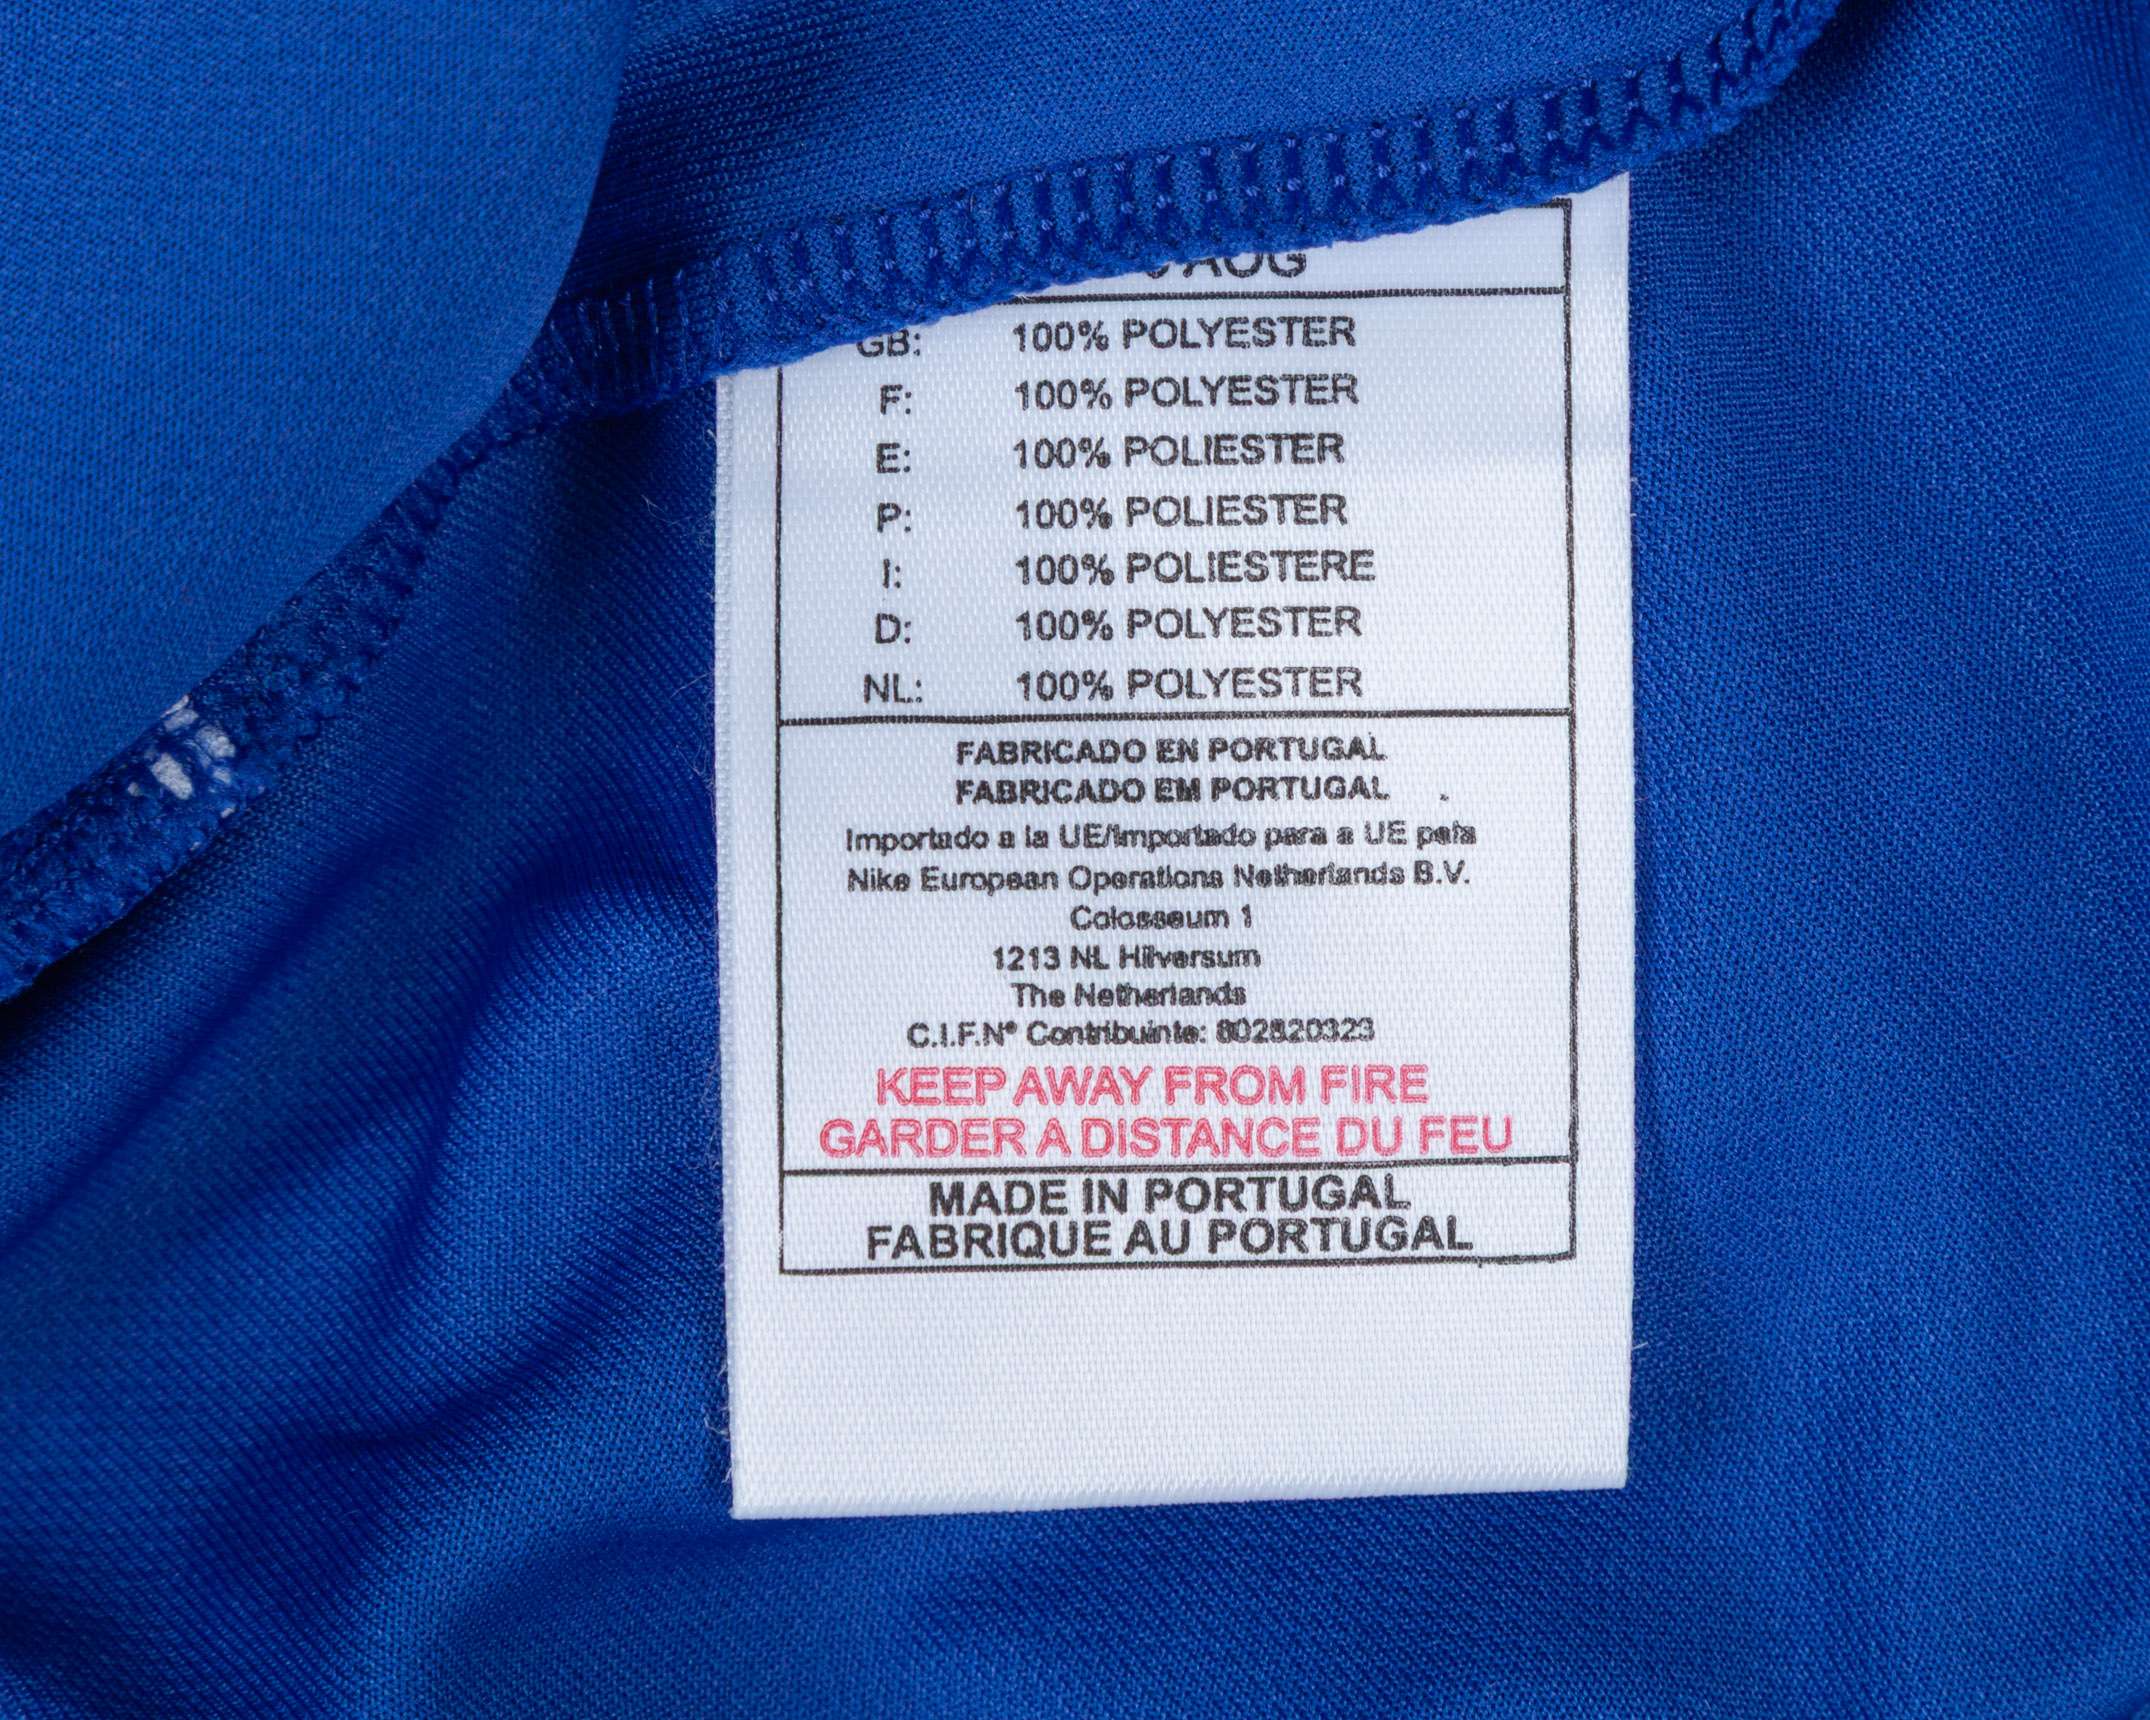 AOG
GB: 100% POLYESTER
F: 100% POLYESTER
E: 100% POLIESTER
P: 100% POLIESTER
I: 100% POLIESTERE
D: 100% POLYESTER
NL: 100% POLYESTER
FABRICADO EN PORTUGAL
FABRICADO EM PORTUGAL
Importado a la UE/Importado para a UE pela
Nike European Operations Netherlands B.V.
Colosseum 1
1213 NL Hilversum
The Netherlands
C.I.F.Nº Contribuinte: 802820323
KEEP AWAY FROM FIRE
GARDER A DISTANCE DU FEU
MADE IN PORTUGAL
FABRIQUE AU PORTUGAL